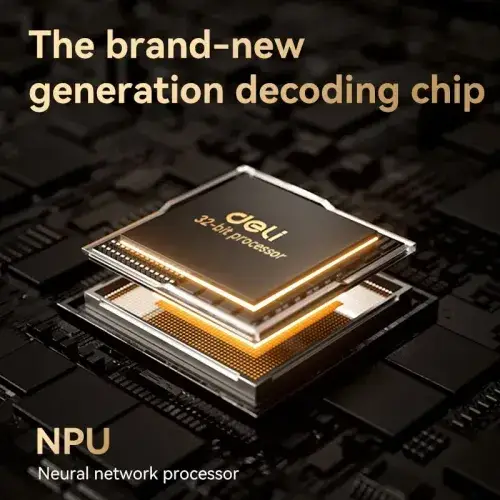 The brand-new
generation decoding chip
deli
32-bit processor
NPU
Neural network processor